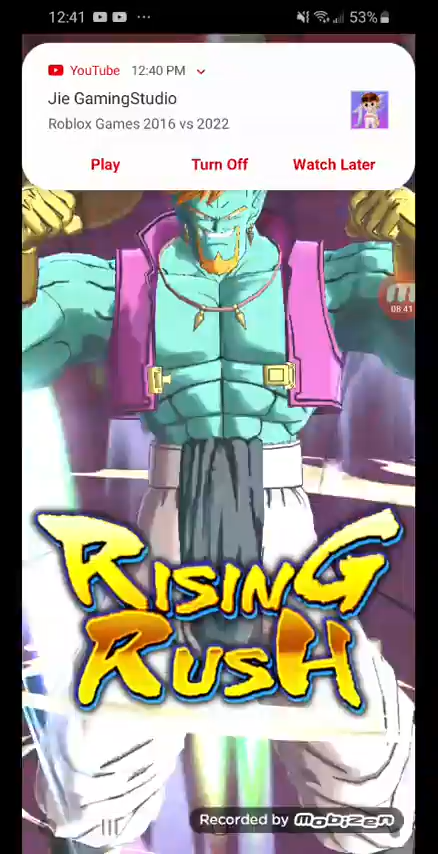 12:41 53%
YouTube 12:40 PM
Jie GamingStudio
Roblox Games 2016 vs 2022
Play Turn Off Watch Later
08:41
RISING
RUSH
Recorded by Mobizen